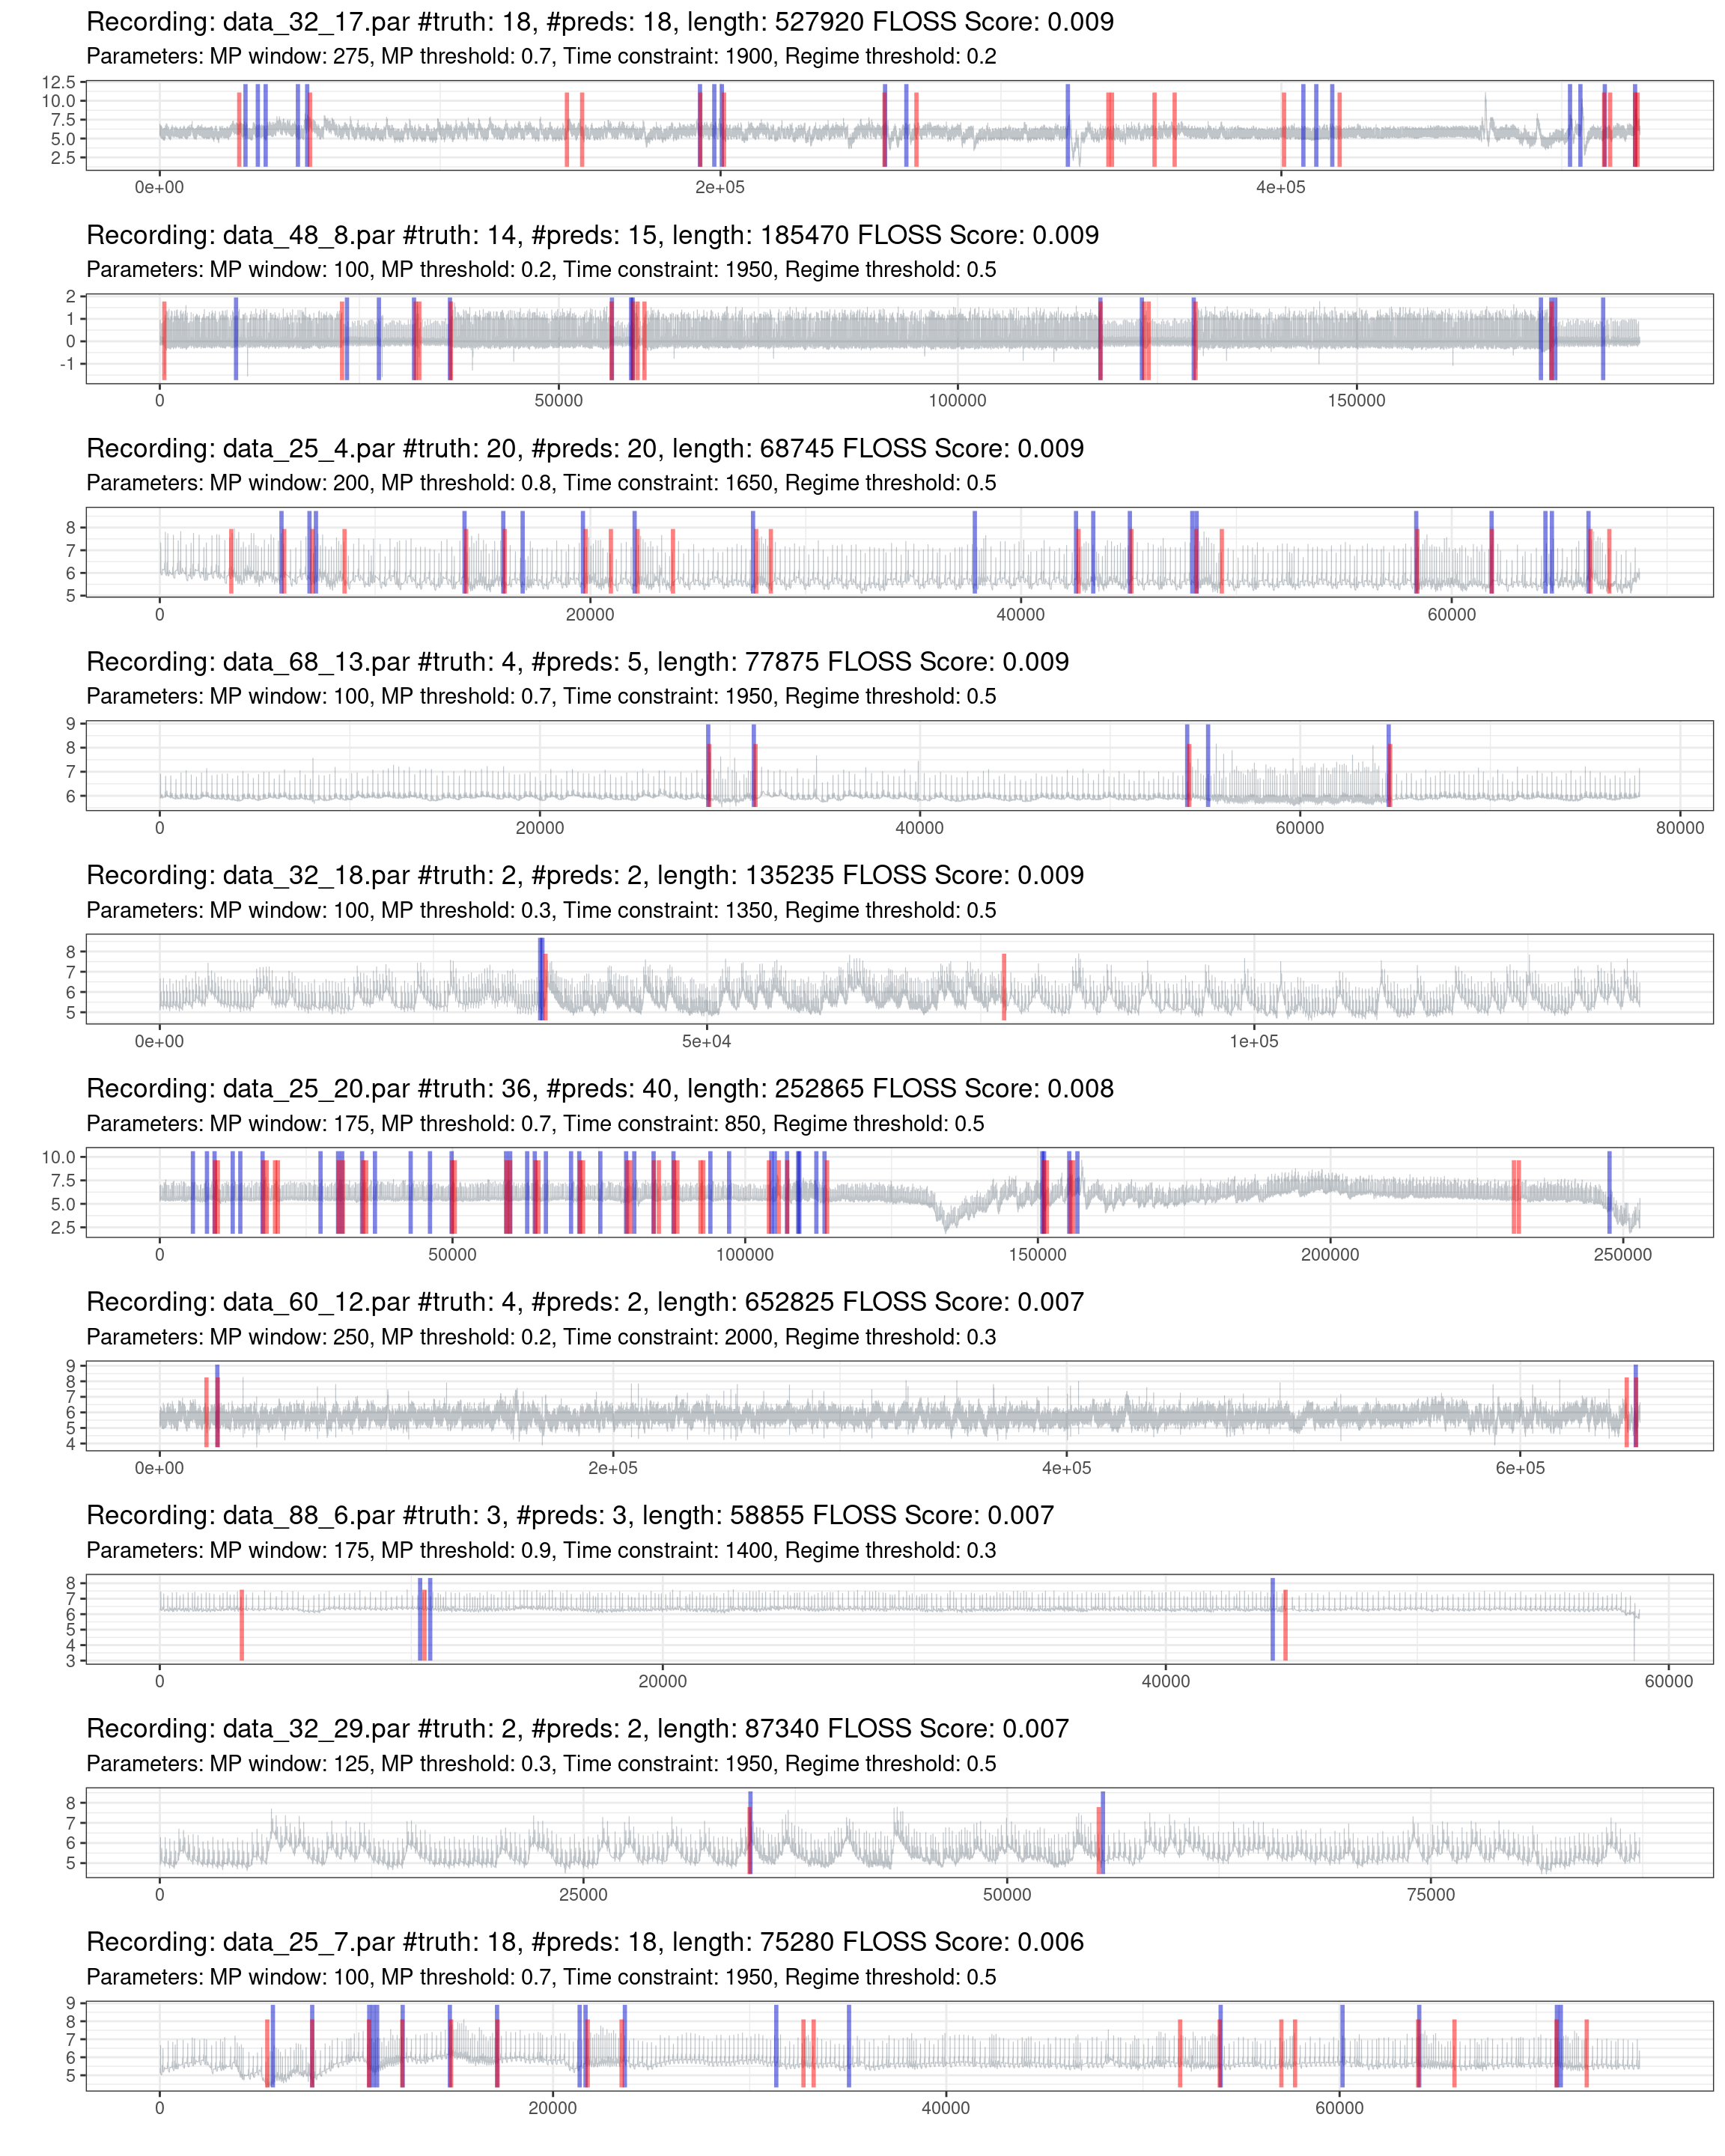 Recording: data_32_17.par #truth: 18, #preds: 18, length: 527920 FLOSS Score: 0.009
Parameters: MP window: 275, MP threshold: 0.7, Time constraint: 1900, Regime threshold: 0.2
12.5
10.0
7.5
5.0
2.5
0e+00 2e+05 4e+05
Recording: data_48_8.par #truth: 14, #preds: 15, length: 185470 FLOSS Score: 0.009
Parameters: MP window: 100, MP threshold: 0.2, Time constraint: 1950, Regime threshold: 0.5
2
1
0
-1
0 50000 100000 150000
Recording: data_25_4.par #truth: 20, #preds: 20, length: 68745 FLOSS Score: 0.009
Parameters: MP window: 200, MP threshold: 0.8, Time constraint: 1650, Regime threshold: 0.5
8
7
6
5
0 20000 40000 60000
Recording: data_68_13.par #truth: 4, #preds: 5, length: 77875 FLOSS Score: 0.009
Parameters: MP window: 100, MP threshold: 0.7, Time constraint: 1950, Regime threshold: 0.5
9
8
7
6
0 20000 40000 60000 80000
Recording: data_32_18.par #truth: 2, #preds: 2, length: 135235 FLOSS Score: 0.009
Parameters: MP window: 100, MP threshold: 0.3, Time constraint: 1350, Regime threshold: 0.5
8
7
6
5
0e+00 5e+04 1e+05
Recording: data_25_20.par #truth: 36, #preds: 40, length: 252865 FLOSS Score: 0.008
Parameters: MP window: 175, MP threshold: 0.7, Time constraint: 850, Regime threshold: 0.5
10.0
7.5
5.0
2.5
0 50000 100000 150000 200000 250000
Recording: data_60_12.par #truth: 4, #preds: 2, length: 652825 FLOSS Score: 0.007
Parameters: MP window: 250, MP threshold: 0.2, Time constraint: 2000, Regime threshold: 0.3
9
8
7
6
5
4
0e+00 2e+05 4e+05 6e+05
Recording: data_88_6.par #truth: 3, #preds: 3, length: 58855 FLOSS Score: 0.007
Parameters: MP window: 175, MP threshold: 0.9, Time constraint: 1400, Regime threshold: 0.3
8
7
6
5
4
3
0 20000 40000 60000
Recording: data_32_29.par #truth: 2, #preds: 2, length: 87340 FLOSS Score: 0.007
Parameters: MP window: 125, MP threshold: 0.3, Time constraint: 1950, Regime threshold: 0.5
8
7
6
5
0 25000 50000 75000
Recording: data_25_7.par #truth: 18, #preds: 18, length: 75280 FLOSS Score: 0.006
Parameters: MP window: 100, MP threshold: 0.7, Time constraint: 1950, Regime threshold: 0.5
9
8
7
6
5
0 20000 40000 60000